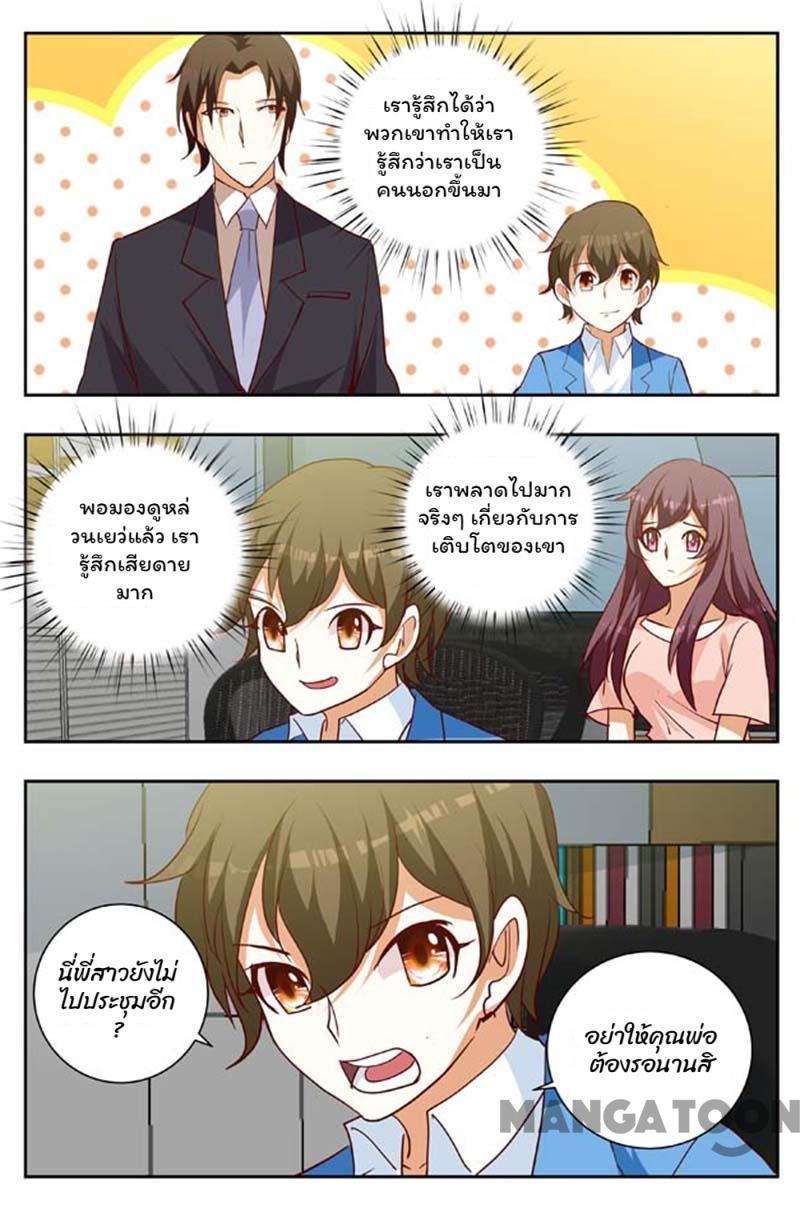 เรารู้สึกได้ว่า
พวกเขาทำให้เรา
รู้สึกว่าเราเป็น
คนนอกขึ้นมา
พอมองดูหล่
วนเยว่แล้ว เรา
รู้สึกเสียดาย
มาก
เราพลาดไปมาก
จริงๆ เกี่ยวกับการ
เติบโตของเขา
นี่พี่สาวยังไม่
ไปประชุมอีก
?
อย่าให้คุณพ่อ
ต้องรอนานสิ
MANGATOON